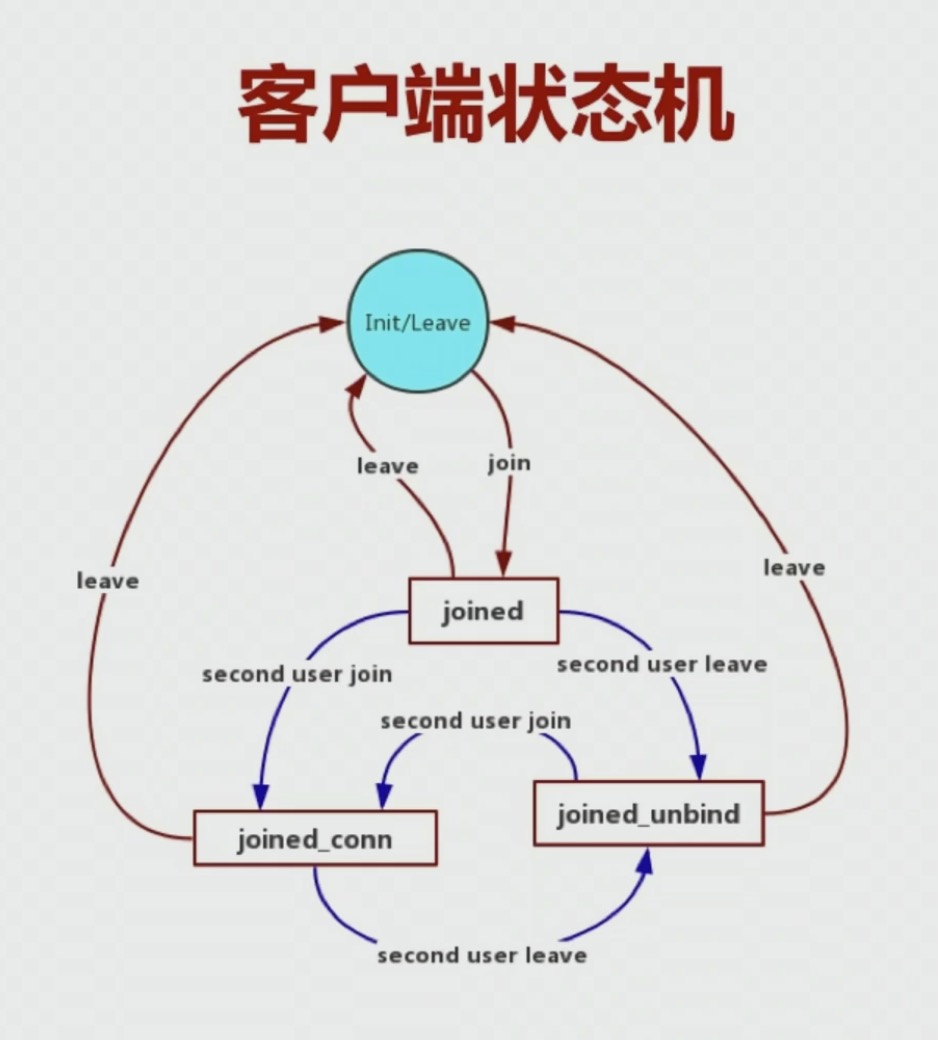 客户端状态机
Init/Leave
leave
join
leave
leave
joined
second user join
second user leave
second user join
joined_conn
joined_unbind
second user leave